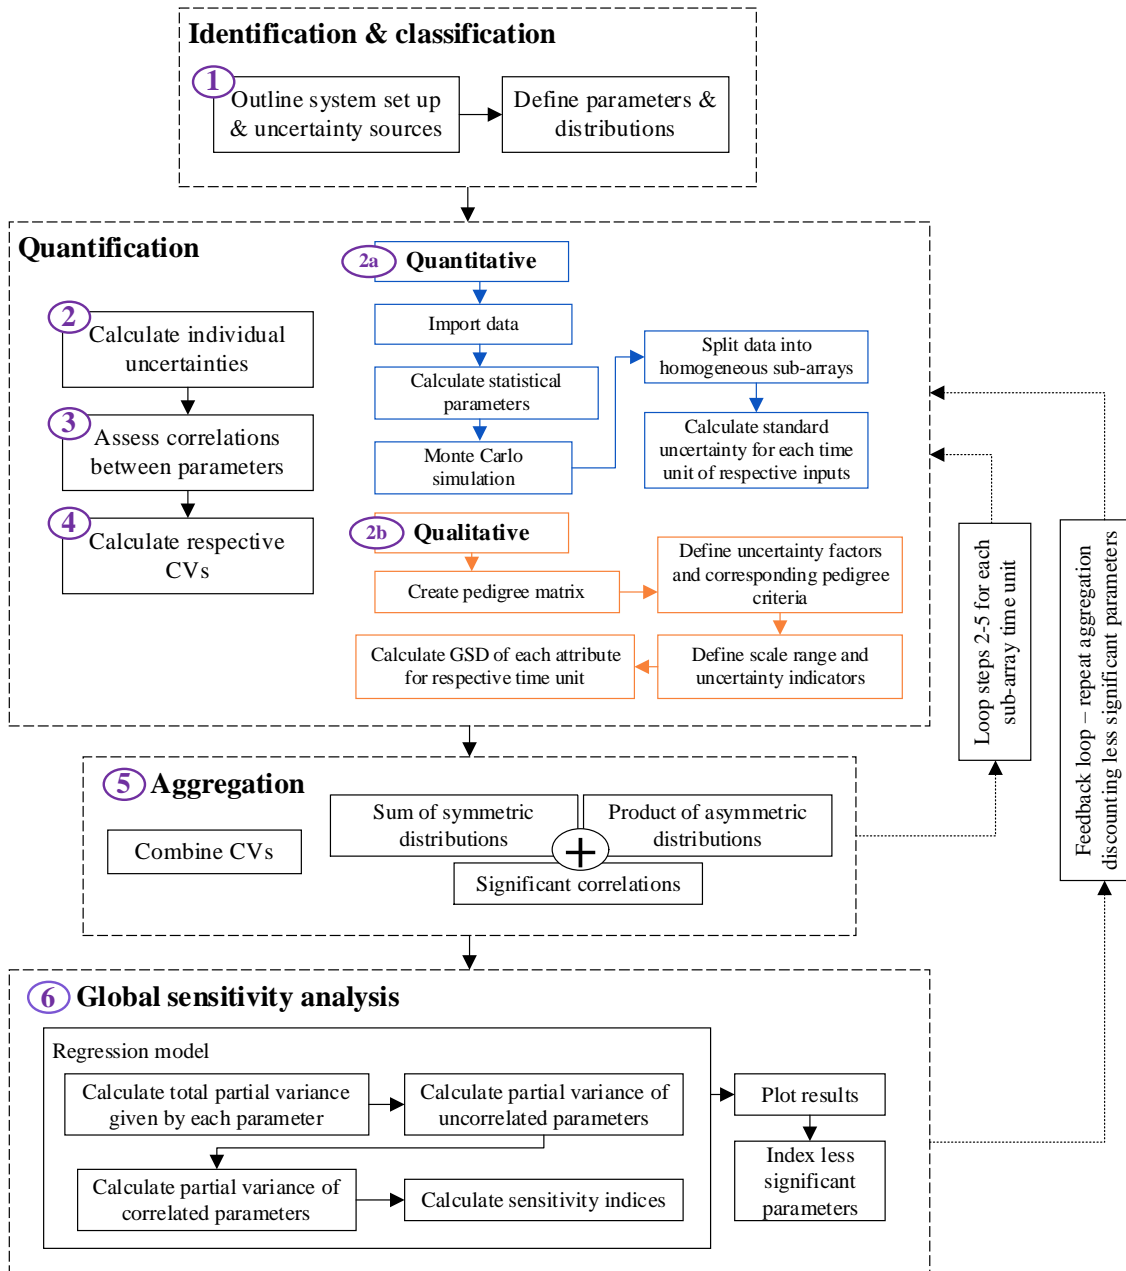 Identification & classification
1
Outline system set up
& uncertainty sources
Define parameters &
distributions
Quantification
2
Calculate individual
uncertainties
3
Assess correlations
between parameters
4
Calculate respective
CVs
2a
Quantitative
Import data
Calculate statistical
parameters
Monte Carlo
simulation
Split data into
homogeneous sub-arrays
Calculate standard
uncertainty for each time
unit of respective inputs
2b
Qualitative
Create pedigree matrix
Define uncertainty factors
and corresponding pedigree
criteria
Define scale range and
uncertainty indicators
Calculate GSD of each attribute
for respective time unit
Loop steps 2-5 for each
sub-array time unit
Feedback loop – repeat aggregation
discounting less significant parameters
5
Aggregation
Combine CVs
Sum of symmetric
distributions
Product of asymmetric
distributions
+
Significant correlations
6
Global sensitivity analysis
Regression model
Calculate total partial variance
given by each parameter
Calculate partial variance of
uncorrelated parameters
Calculate partial variance of
correlated parameters
Calculate sensitivity indices
Plot results
Index less
significant
parameters